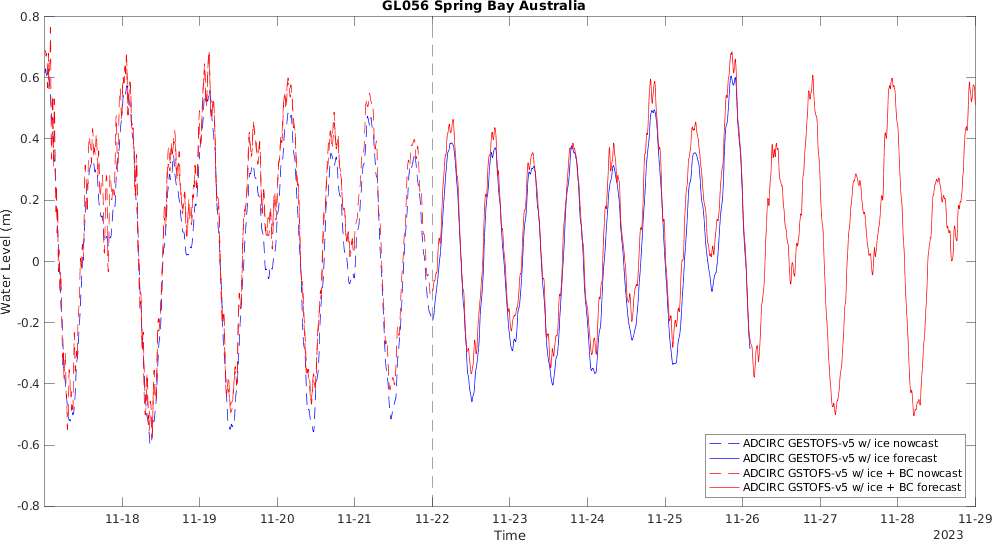 GL056 Spring Bay Australia
0.8
0.6
0.4
0.2
0
-0.2
-0.4
-0.6
-0.8
Water Level (m)
11-18 11-19 11-20 11-21 11-22 11-23 11-24 11-25 11-26 11-27 11-28 11-29
Time
2023
ADCIRC GESTOFS-v5 w/ ice nowcast
ADCIRC GESTOFS-v5 w/ ice forecast
ADCIRC GSTOFS-v5 w/ ice + BC nowcast
ADCIRC GSTOFS-v5 w/ ice + BC forecast